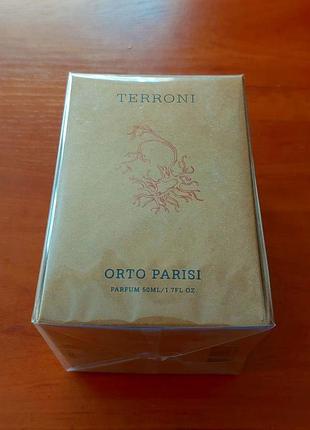 TERRONI
ORTO PARISI
PARFUM 50ML/1.7FL OZ